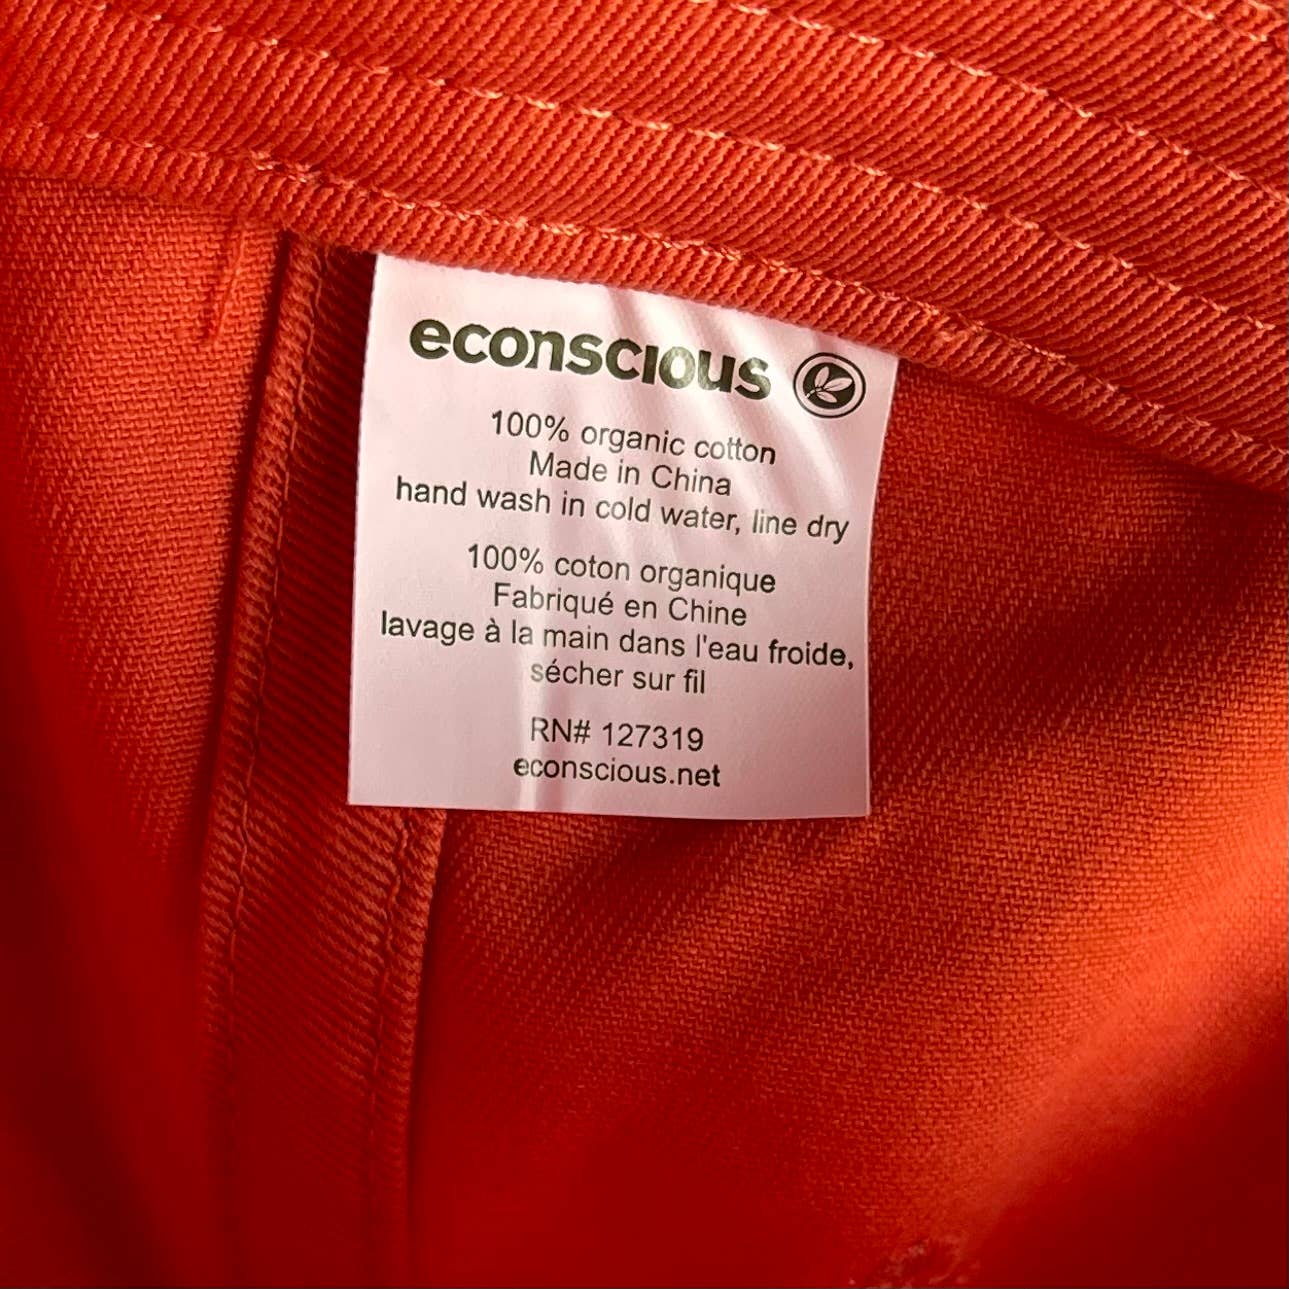 econscious
100% organic cotton
Made in China
hand wash in cold water, line dry
100% coton organique
Fabriqué en Chine
lavage à la main dans l'eau froide,
sécher sur fil
RN# 127319
econscious.net